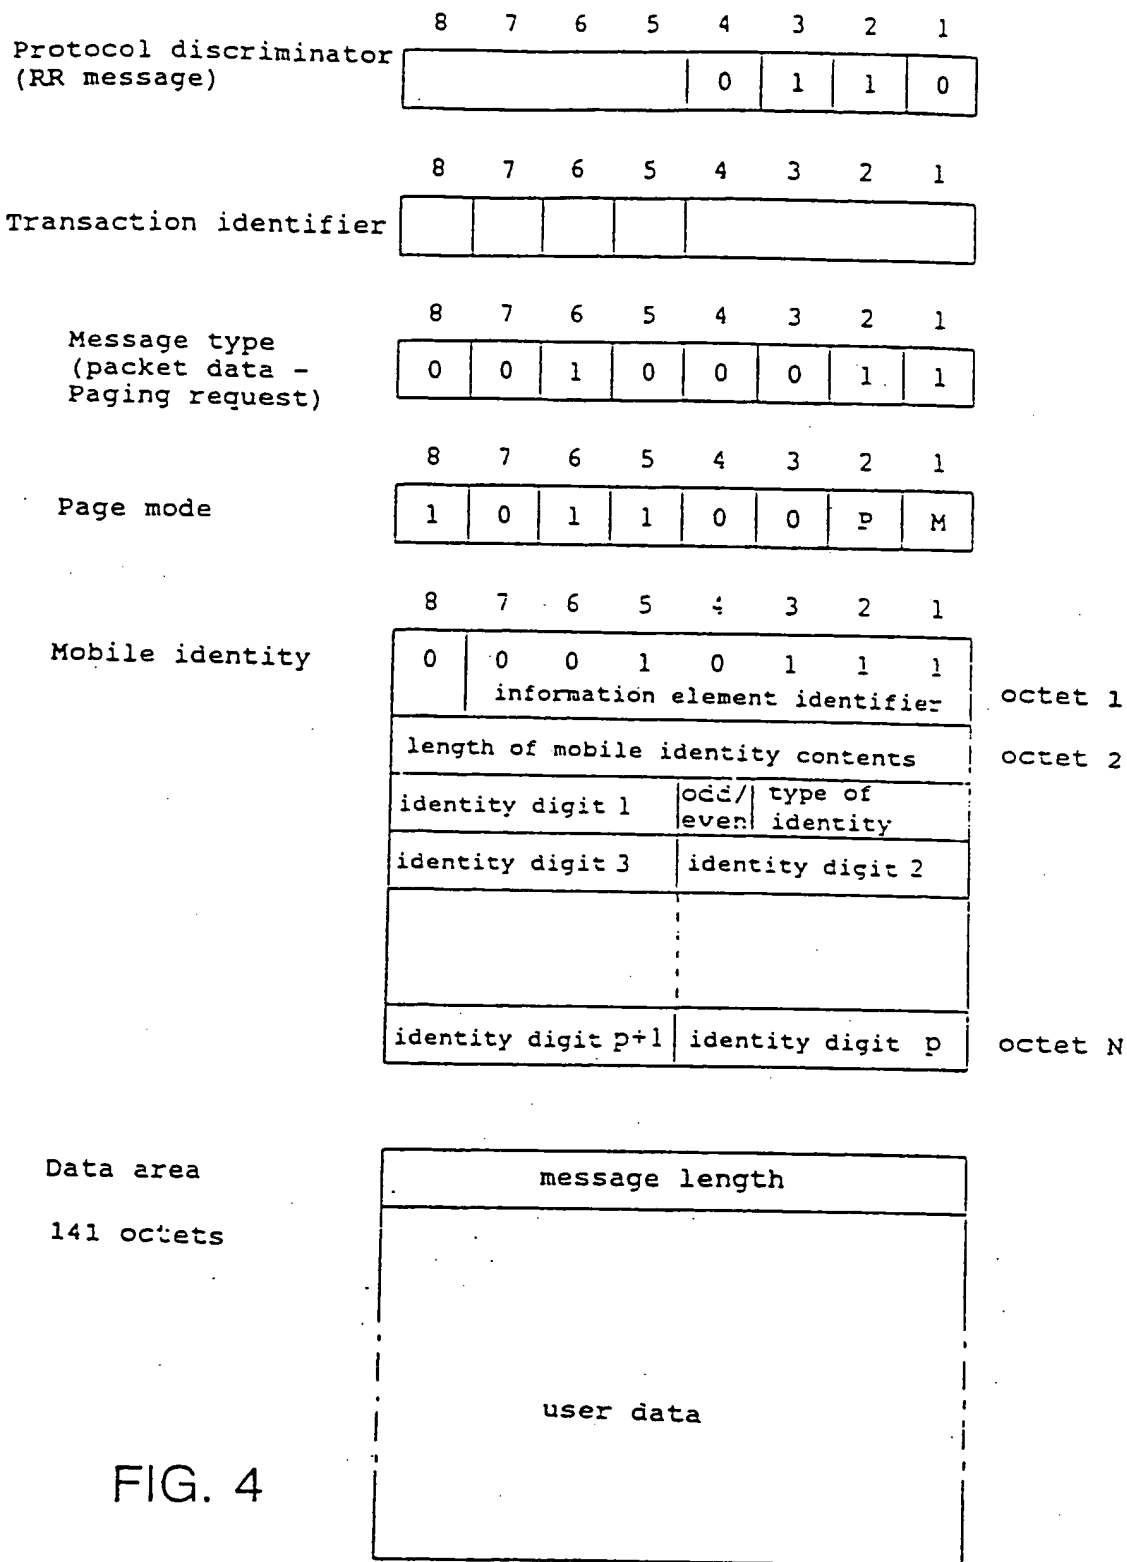 8 7 6 5 4 3 2 1
Protocol discriminator
(RR message)
0 1 1 0
8 7 6 5 4 3 2 1
Transaction identifier
8 7 6 5 4 3 2 1
Message type
(packet data -
Paging request)
0 0 1 0 0 0 1 1
8 7 6 5 4 3 2 1
Page mode
1 0 1 1 0 0 P M
8 7 6 5 4 3 2 1
Mobile identity
0 0 0 1 0 1 1 1
information element identifier
octet 1
length of mobile identity contents
octet 2
identity digit 1
odd/
even
type of
identity
identity digit 3
identity digit 2
identity digit p+1
identity digit p
octet N
Data area
141 octets
message length
user data
FIG. 4